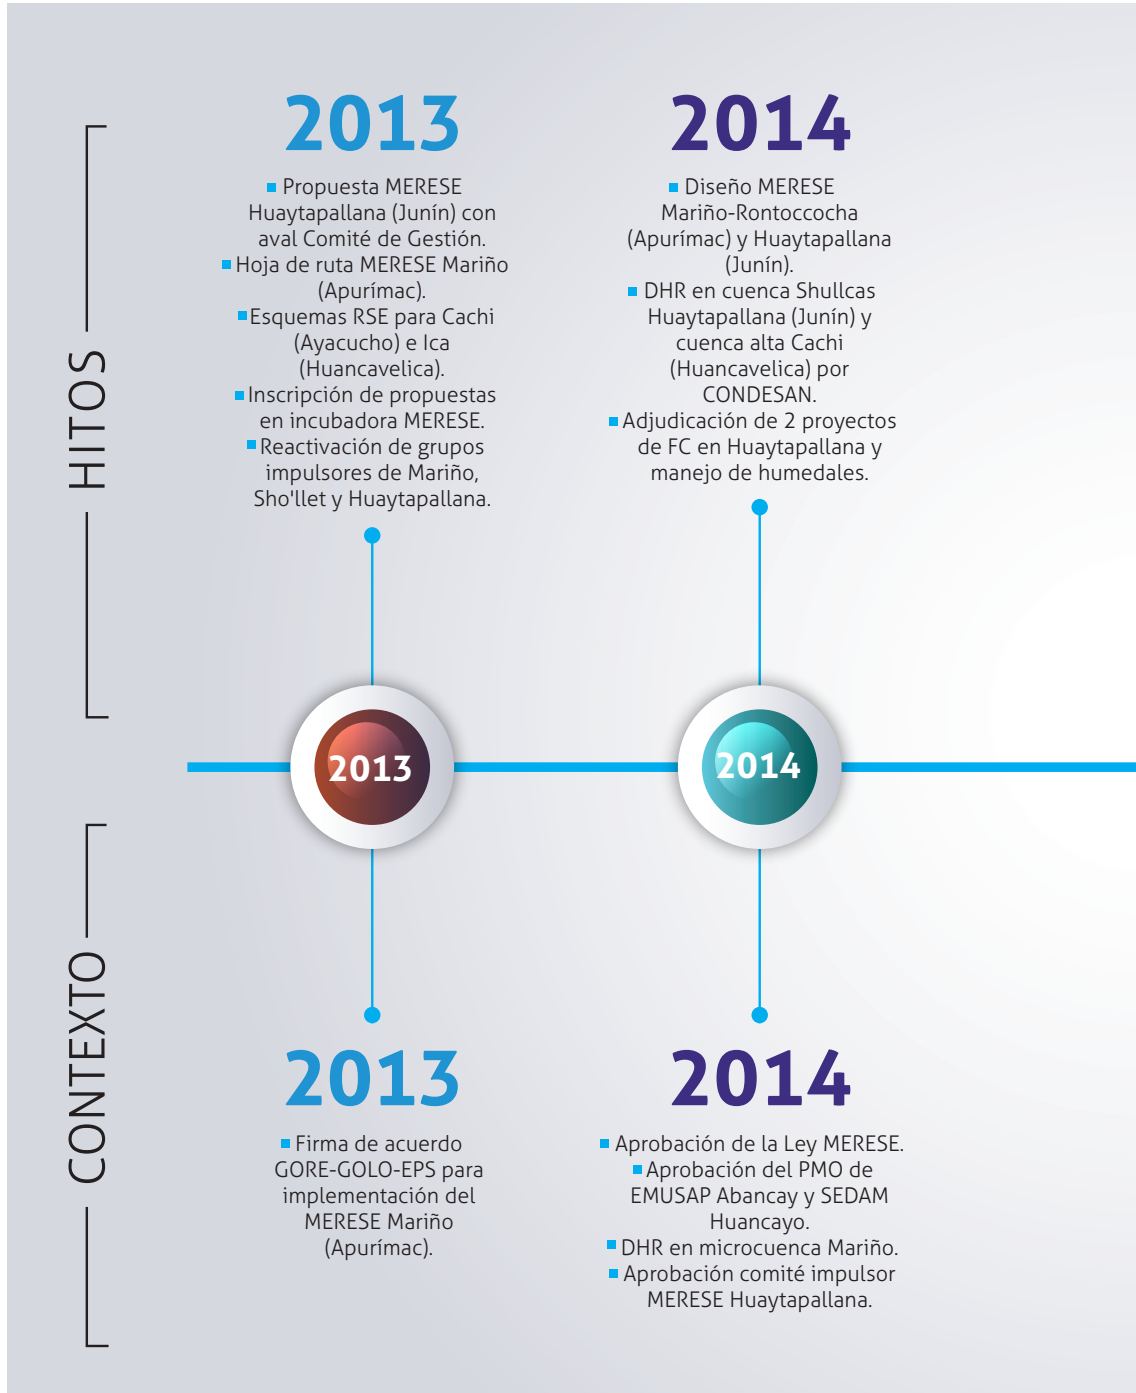 HITOS
2013
Propuesta MERESE
Huaytapallana (Junín) con
aval Comité de Gestión.
Hoja de ruta MERESE Mariño
(Apurímac).
Esquemas RSE para Cachi
(Ayacucho) e Ica
(Huancavelica).
Inscripción de propuestas
en incubadora MERESE.
Reactivación de grupos
impulsores de Mariño,
Sho'llet y Huaytapallana.
2014
Diseño MERESE
Mariño-Rontoccocha
(Apurímac) y Huaytapallana
(Junín).
DHR en cuenca Shullcas
Huaytapallana (Junín) y
cuenca alta Cachi
(Huancavelica) por
CONDESAN.
Adjudicación de 2 proyectos
de FC en Huaytapallana y
manejo de humedales.
2013
2014
CONTEXTO
2013
Firma de acuerdo
GORE-GOLO-EPS para
implementación del
MERESE Mariño
(Apurímac).
2014
Aprobación de la Ley MERESE.
Aprobación del PMO de
EMUSAP Abancay y SEDAM
Huancayo.
DHR en microcuenca Mariño.
Aprobación comité impulsor
MERESE Huaytapallana.